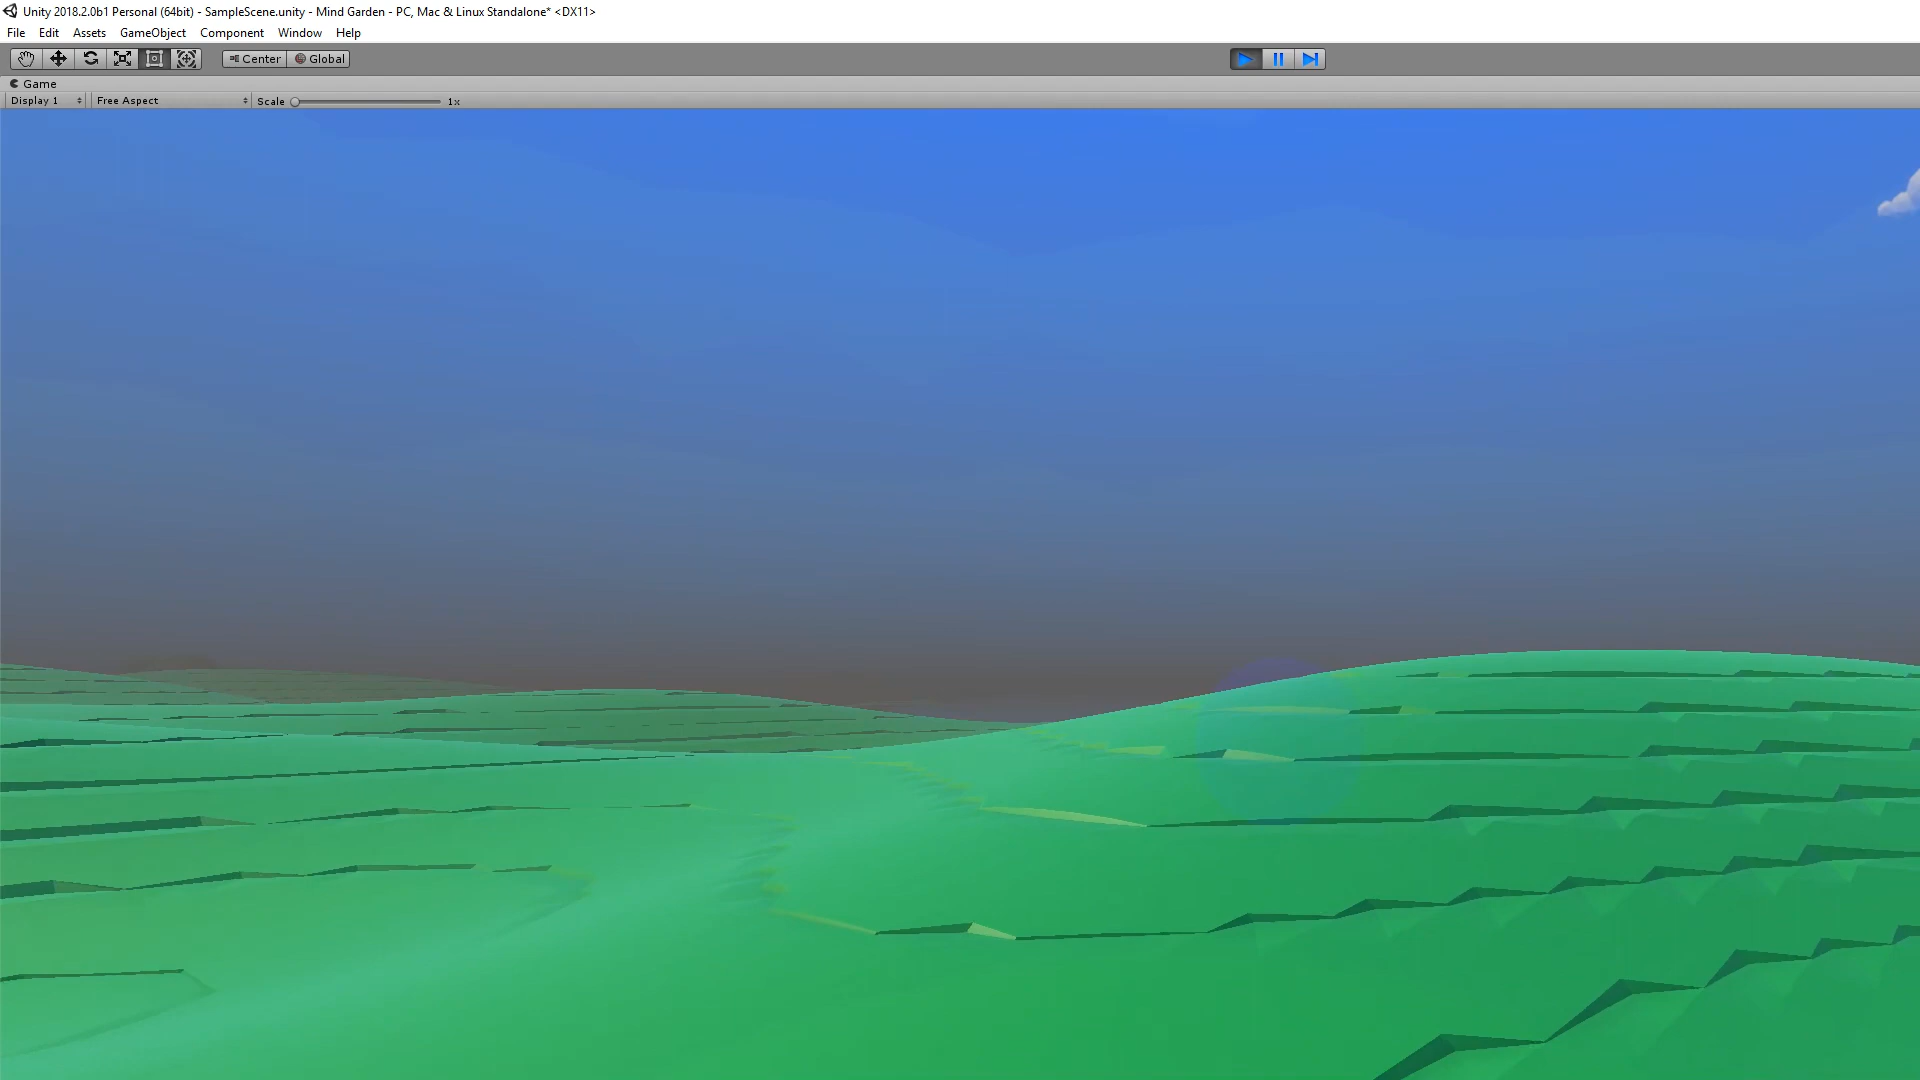 Unity 2018.2.0b1 Personal (64bit) - SampleScene.unity - Mind Garden - PC, Mac & Linux Standalone* <DX11>
File Edit Assets GameObject Component Window Help
Center Global
Game
Display 1 Free Aspect Scale 1x